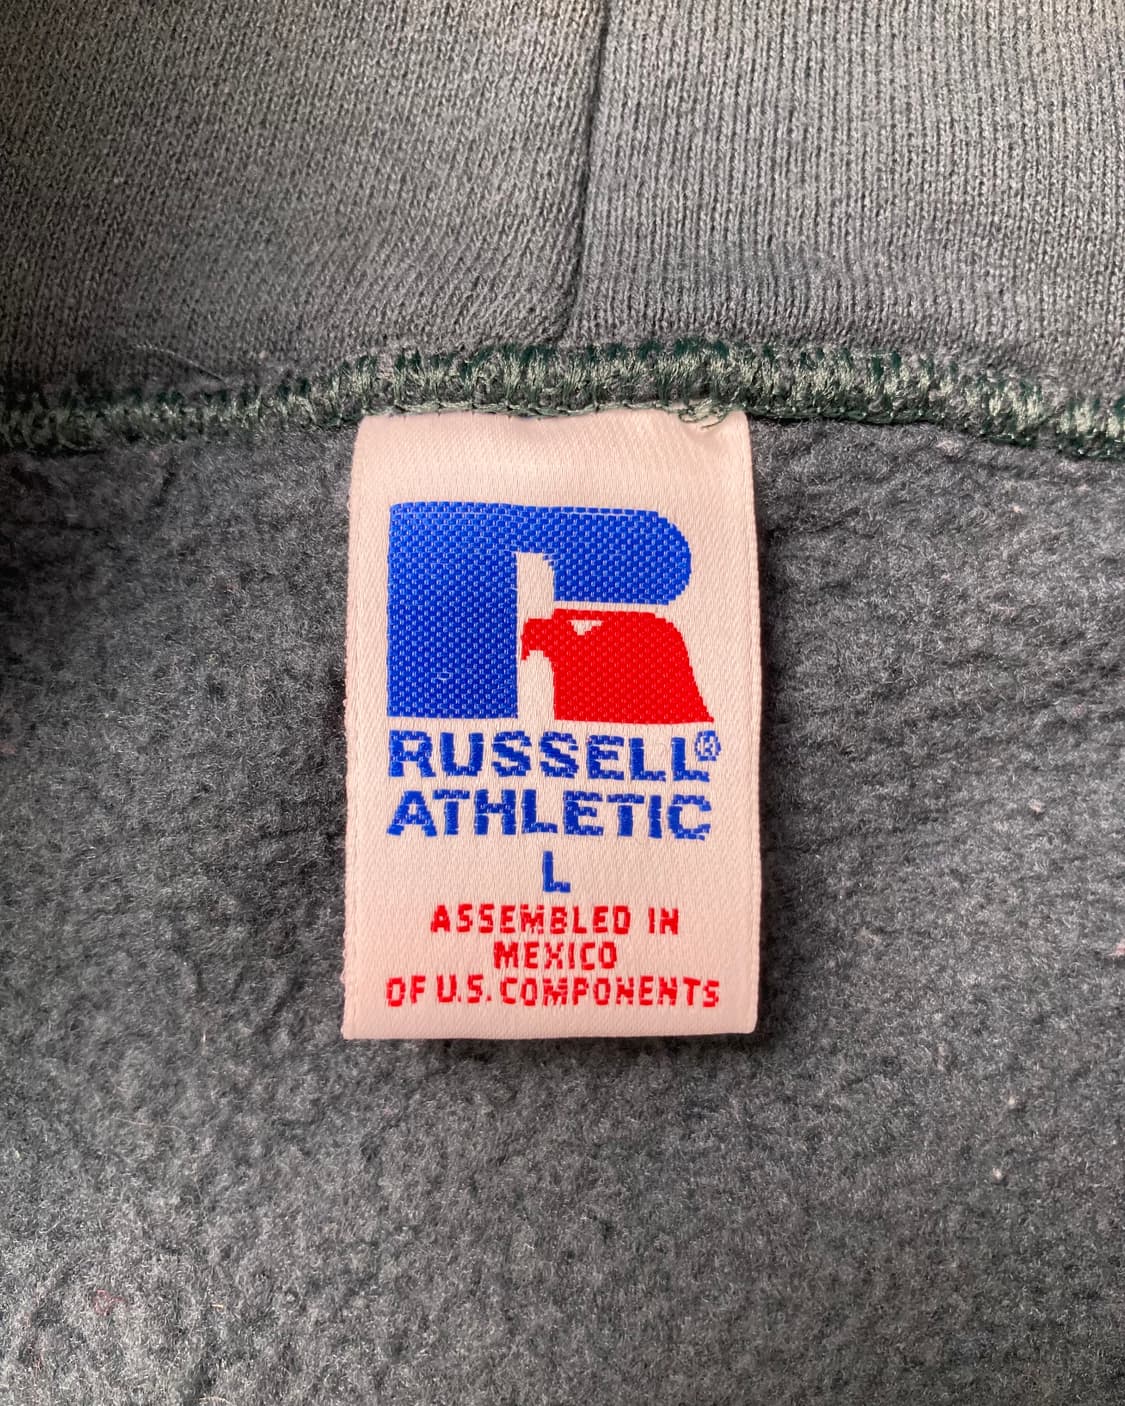 R
RUSSELL®
ATHLETIC
L
ASSEMBLED IN
MEXICO
OF U.S. COMPONENTS